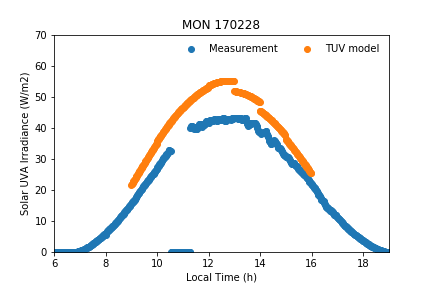 MON 170228
Measurement TUV model
Solar UVA Irradiance (W/m2)
70
60
50
40
30
20
10
0
6 8 10 12 14 16 18
Local Time (h)